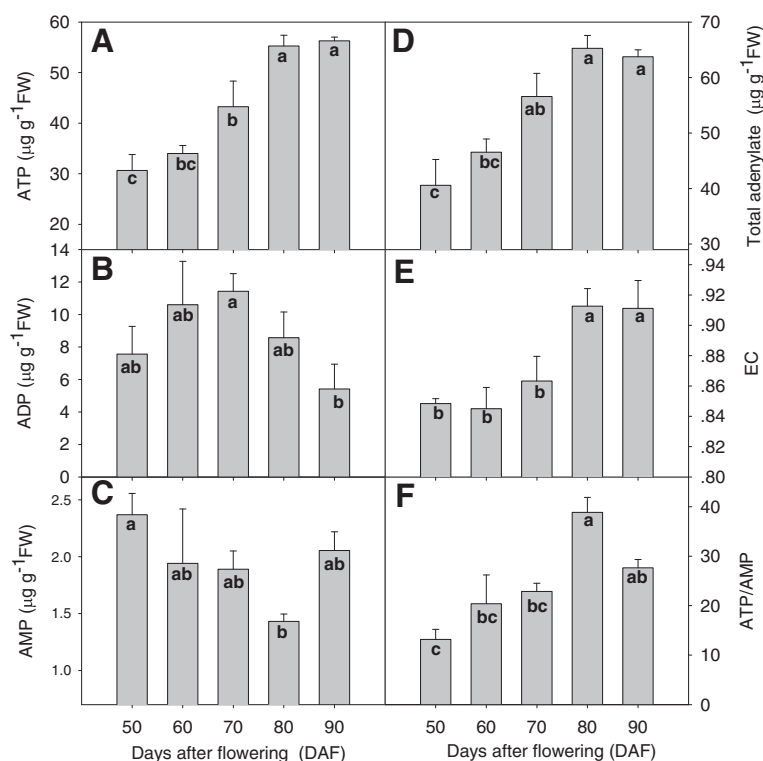 A
60
50
40
30
20
ATP (µg g⁻¹FW)
c
bc
b
a
a
D
70
60
50
40
30
Total adenylate (µg g⁻¹FW)
c
bc
ab
a
a
B
14
12
10
8
6
4
2
0
ADP (µg g⁻¹FW)
ab
ab
a
ab
b
E
.94
.92
.90
.88
.86
.84
.82
.80
EC
b
b
b
a
a
C
2.5
2.0
1.5
1.0
AMP (µg g⁻¹FW)
a
ab
ab
b
ab
50 60 70 80 90
Days after flowering (DAF)
F
40
30
20
10
0
ATP/AMP
c
bc
bc
a
ab
50 60 70 80 90
Days after flowering (DAF)